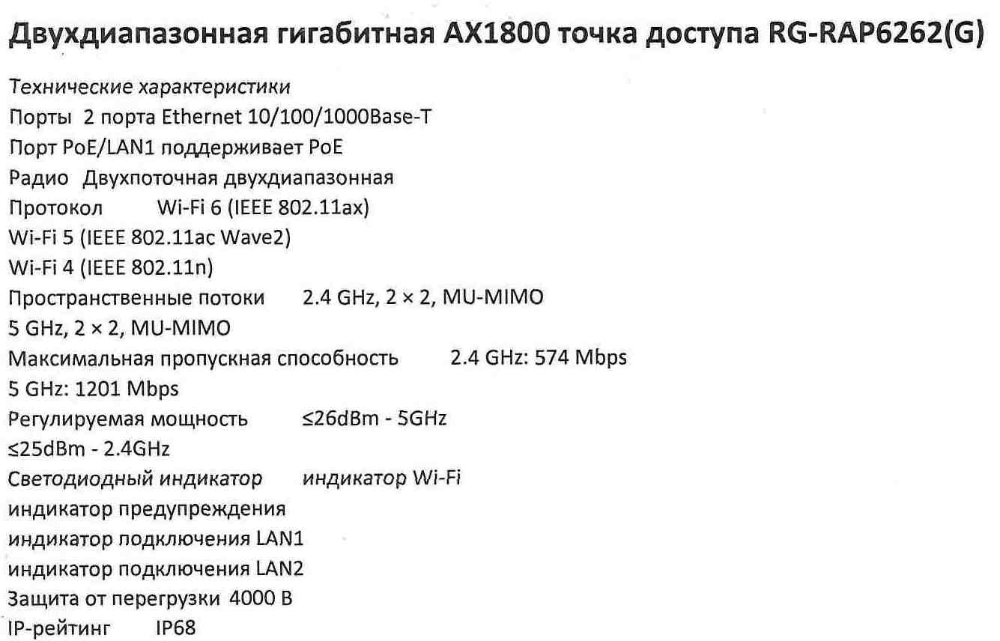 Двухдиапазонная гигабитная AX1800 точка доступа RG-RAP6262(G)
Технические характеристики
Порты 2 порта Ethernet 10/100/1000Base-T
Порт PoE/LAN1 поддерживает PoE
Радио Двухпоточная двухдиапазонная
Протокол Wi-Fi 6 (IEEE 802.11ax)
Wi-Fi 5 (IEEE 802.11ac Wave2)
Wi-Fi 4 (IEEE 802.11n)
Пространственные потоки 2.4 GHz, 2 × 2, MU-MIMO
5 GHz, 2 × 2, MU-MIMO
Максимальная пропускная способность 2.4 GHz: 574 Mbps
5 GHz: 1201 Mbps
Регулируемая мощность ≤26dBm - 5GHz
≤25dBm - 2.4GHz
Светодиодный индикатор индикатор Wi-Fi
индикатор предупреждения
индикатор подключения LAN1
индикатор подключения LAN2
Защита от перегрузки 4000 В
IP-рейтинг IP68